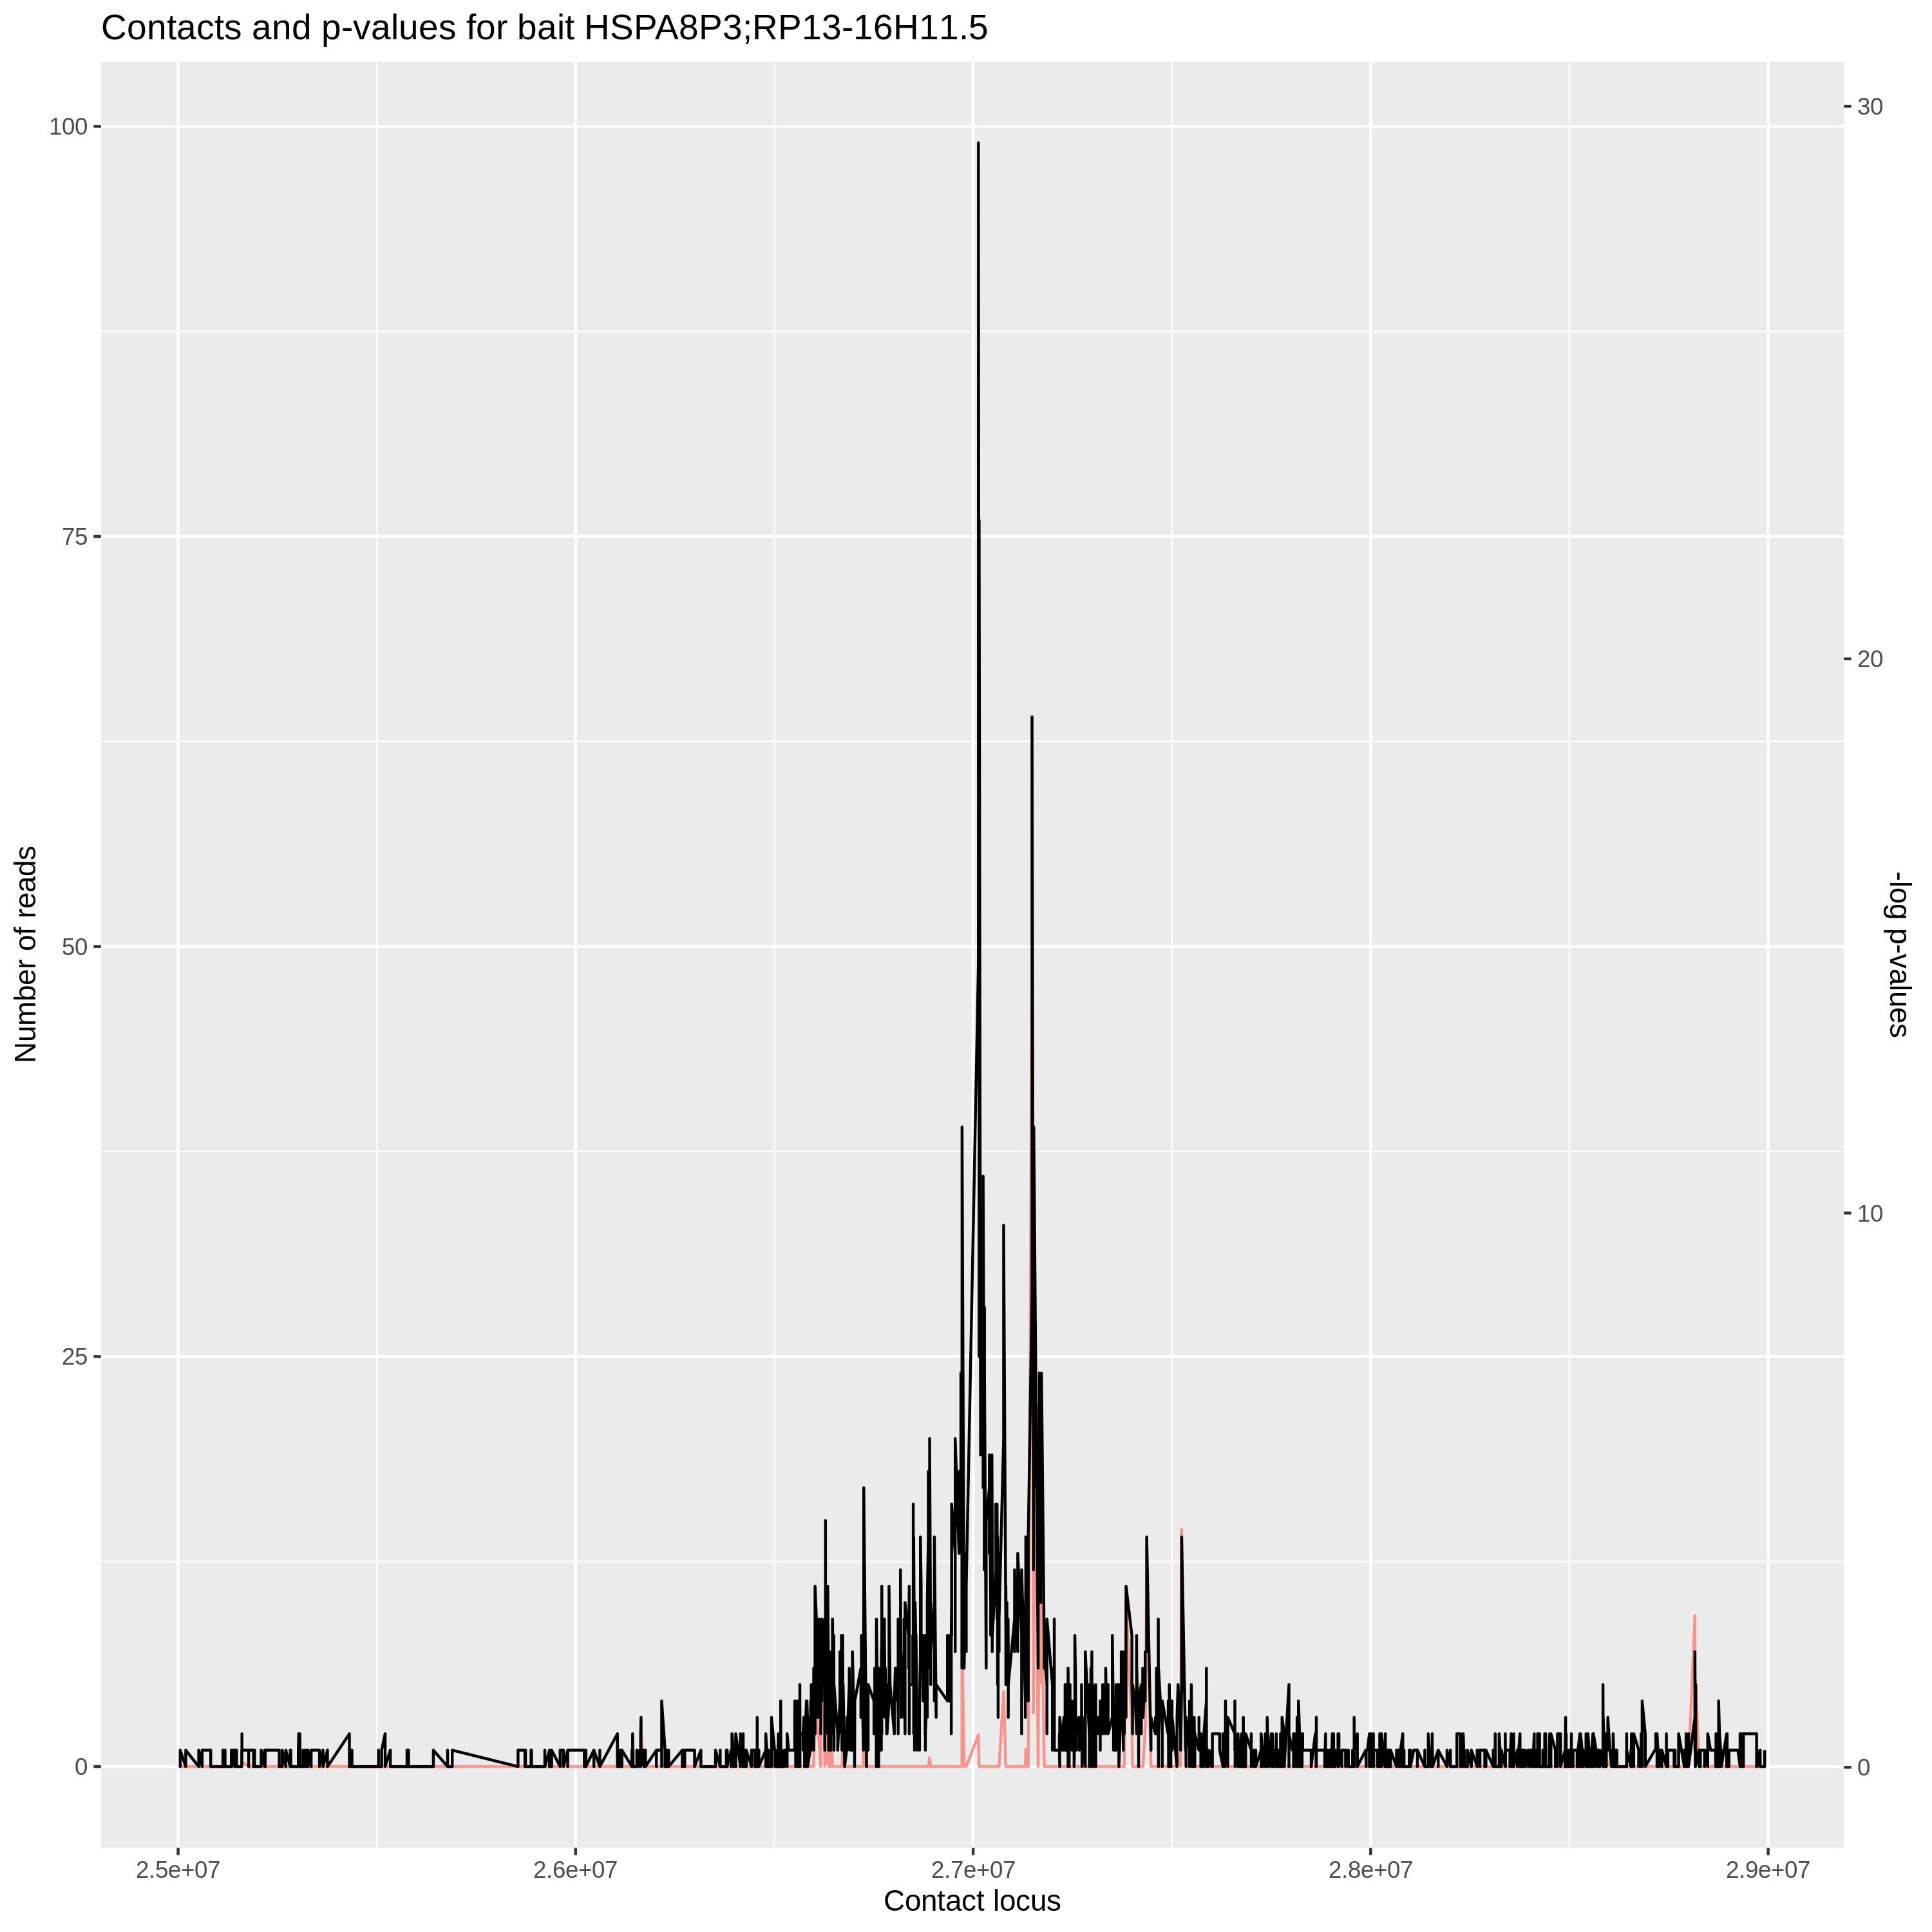 Contacts and p-values for bait HSPA8P3;RP13-16H11.5
100
75
50
25
0
Number of reads
30
20
10
0
-log p-values
2.5e+07
2.6e+07
2.7e+07
2.8e+07
2.9e+07
Contact locus